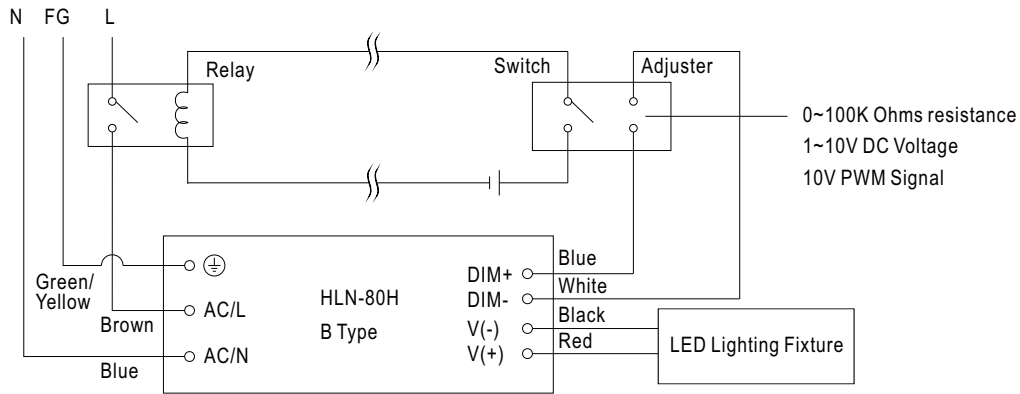 N FG L
Relay
Switch
Adjuster
0~100K Ohms resistance
1~10V DC Voltage
10V PWM Signal
Green/
Yellow
Brown
Blue
AC/L
AC/N
HLN-80H
B Type
DIM+
DIM-
V(-)
V(+)
Blue
White
Black
Red
LED Lighting Fixture